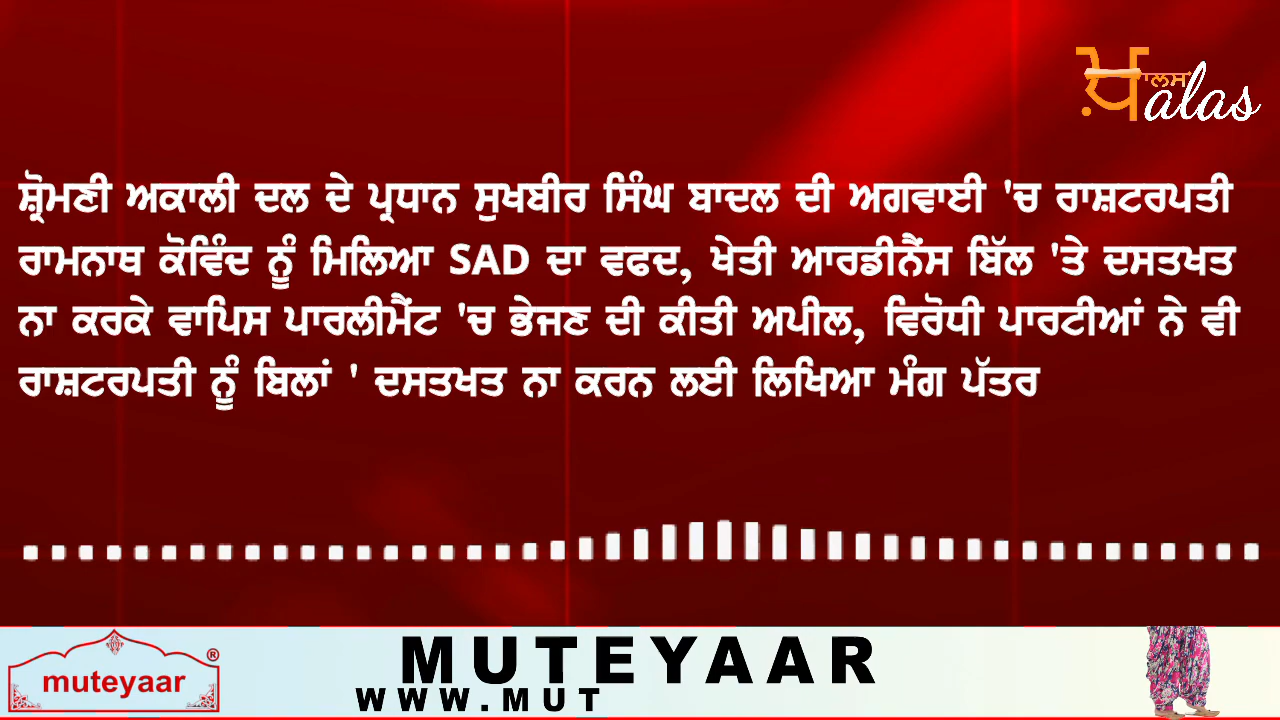 ਖ਼ਾਲਸ alas
ਸ਼੍ਰੋਮਣੀ ਅਕਾਲੀ ਦਲ ਦੇ ਪ੍ਰਧਾਨ ਸੁਖਬੀਰ ਸਿੰਘ ਬਾਦਲ ਦੀ ਅਗਵਾਈ 'ਚ ਰਾਸ਼ਟਰਪਤੀ
ਰਾਮਨਾਥ ਕੋਵਿੰਦ ਨੂੰ ਮਿਲਿਆ SAD ਦਾ ਵਫਦ, ਖੇਤੀ ਆਰਡੀਨੈਂਸ ਬਿੱਲ 'ਤੇ ਦਸਤਖਤ
ਨਾ ਕਰਕੇ ਵਾਪਿਸ ਪਾਰਲੀਮੈਂਟ 'ਚ ਭੇਜਣ ਦੀ ਕੀਤੀ ਅਪੀਲ, ਵਿਰੋਧੀ ਪਾਰਟੀਆਂ ਨੇ ਵੀ
ਰਾਸ਼ਟਰਪਤੀ ਨੂੰ ਬਿਲਾਂ ' ਦਸਤਖਤ ਨਾ ਕਰਨ ਲਈ ਲਿਖਿਆ ਮੰਗ ਪੱਤਰ
muteyaar ®
MUTEYAAR
WWW.MUT